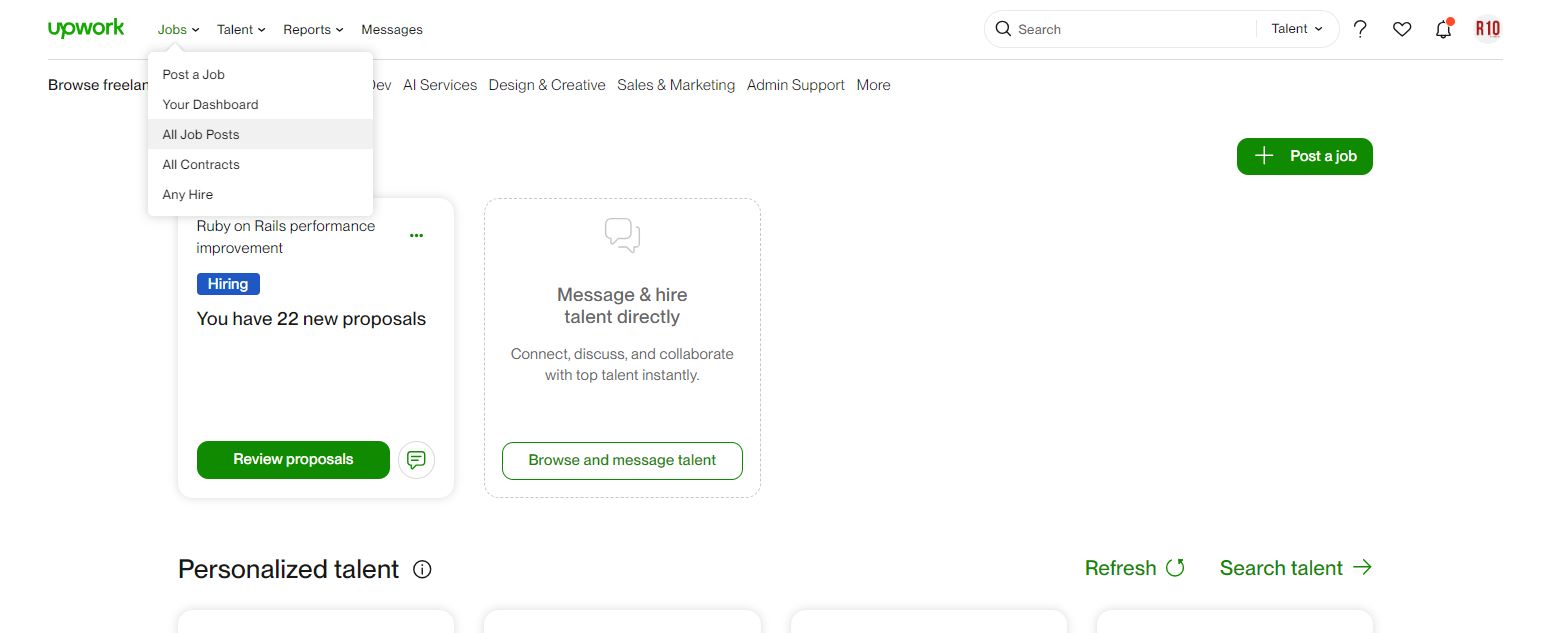 upwork Jobs Talent Reports Messages Search Talent R10
Post a Job
Your Dashboard
All Job Posts
All Contracts
Any Hire
Browse freelan Dev AI Services Design & Creative Sales & Marketing Admin Support More
Post a job
Ruby on Rails performance
improvement
Hiring
You have 22 new proposals
Review proposals
Message & hire
talent directly
Connect, discuss, and collaborate
with top talent instantly.
Browse and message talent
Personalized talent Refresh Search talent